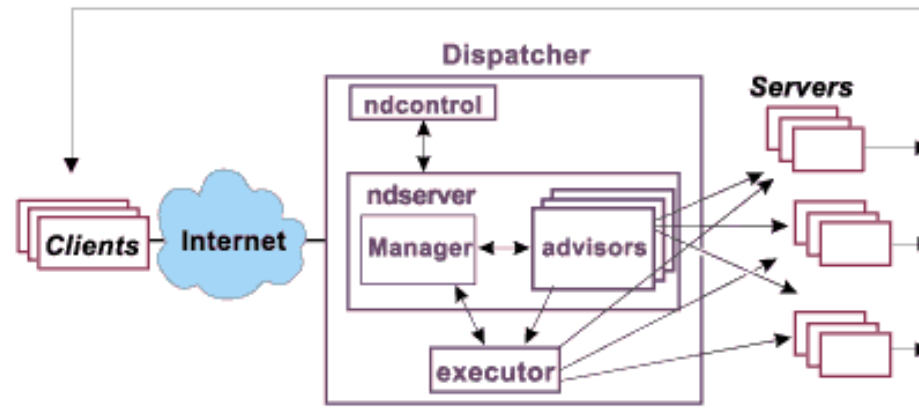 Dispatcher
ndcontrol
Servers
ndserver
Clients
Internet
Manager
advisors
executor